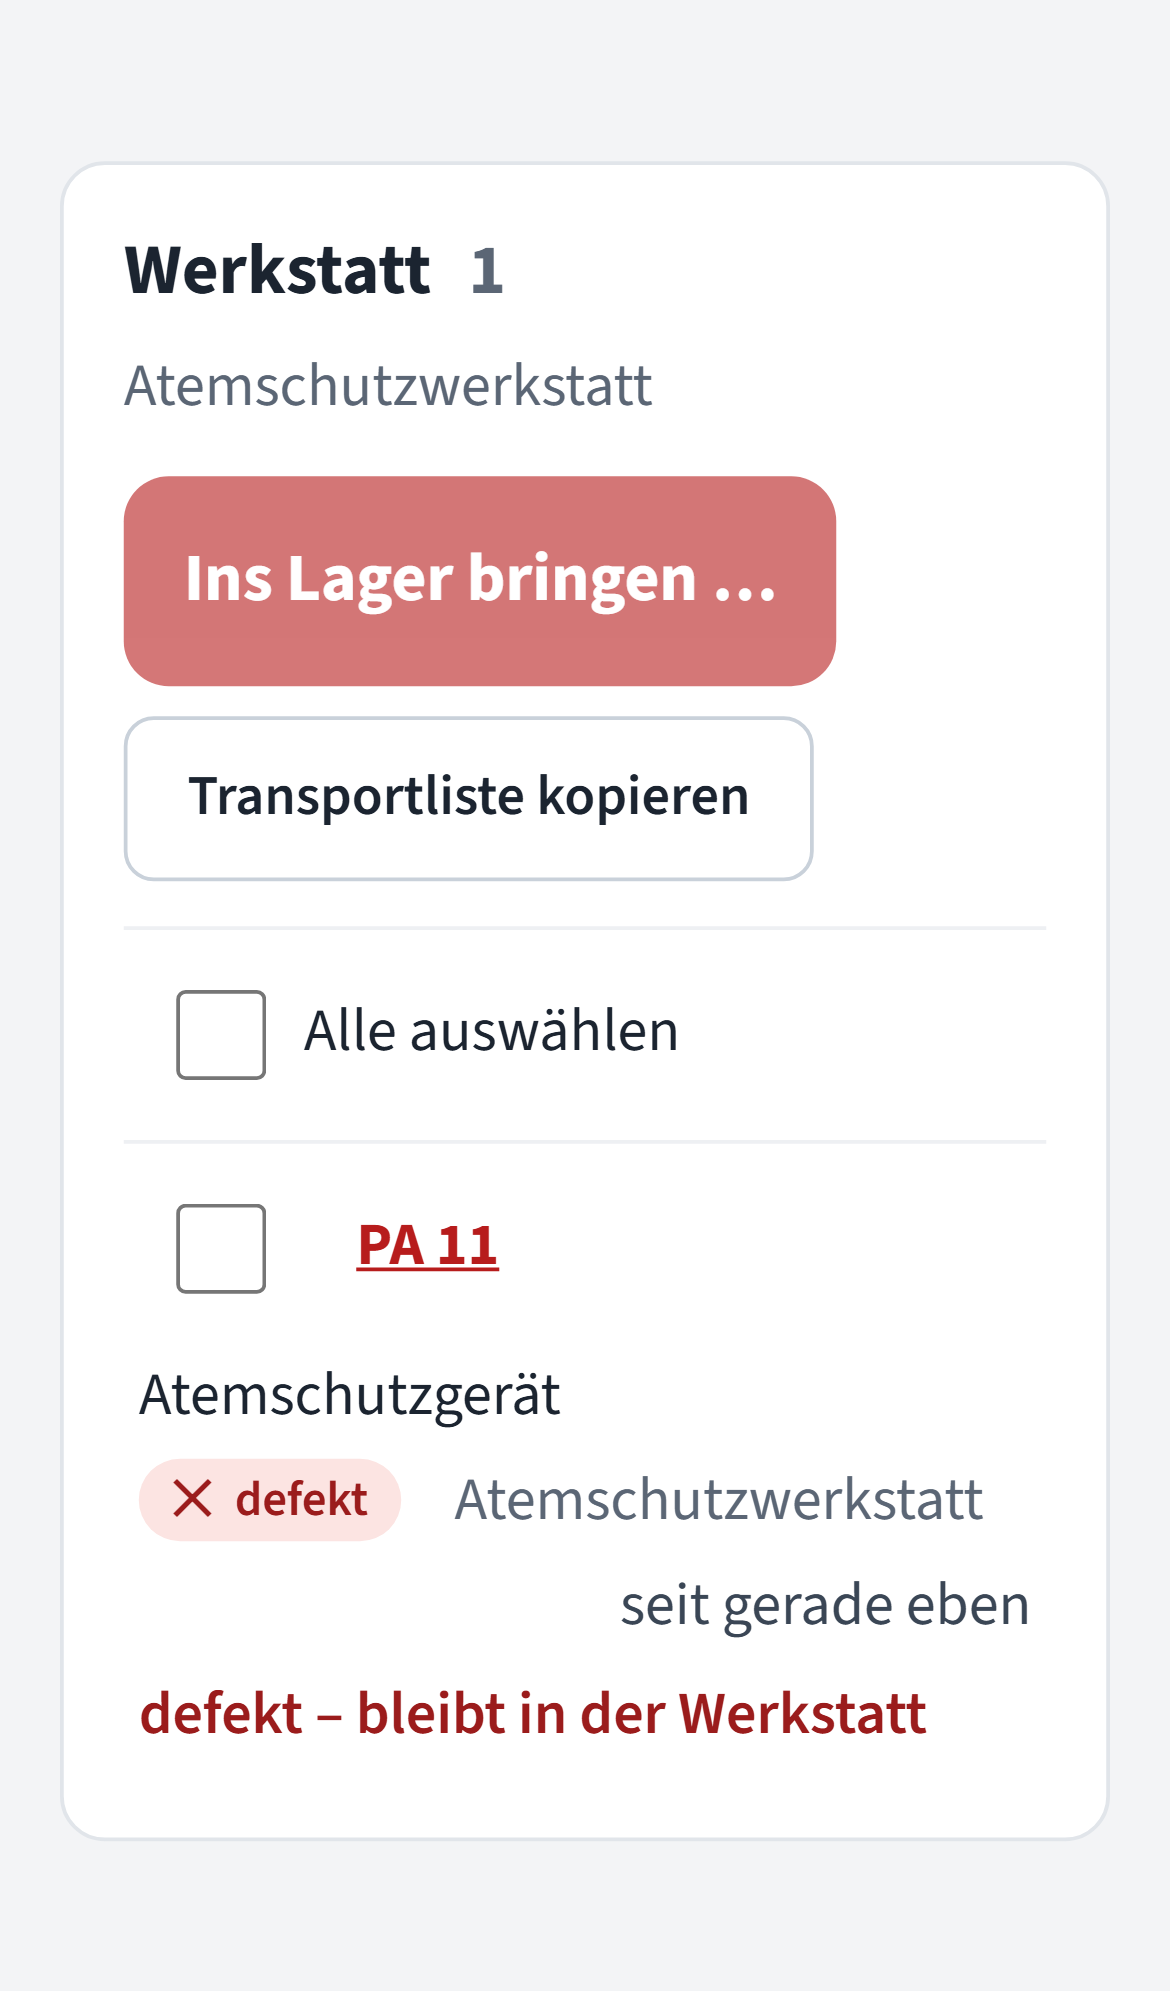 Werkstatt 1
Atemschutzwerkstatt
Ins Lager bringen …
Transportliste kopieren
Alle auswählen
PA 11
Atemschutzgerät
✕ defekt Atemschutzwerkstatt
seit gerade eben
defekt – bleibt in der Werkstatt